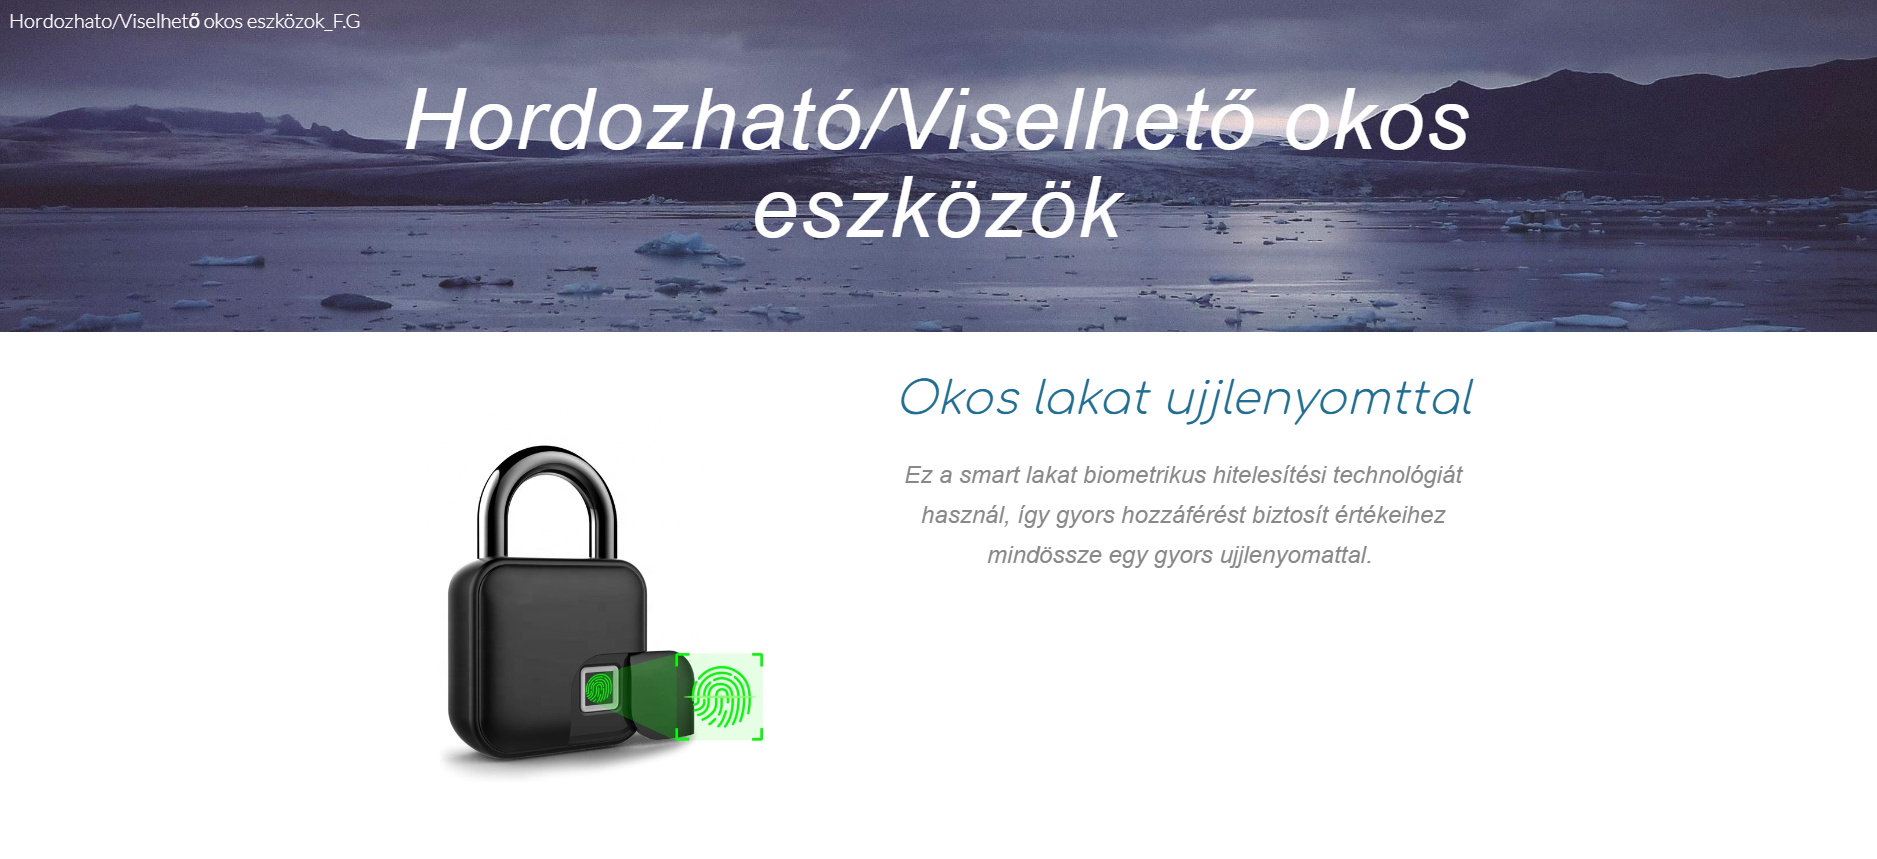 Hordozhato/Viselhető okos eszközok_F.G
Hordozható/Viselhető okos
eszközök
Okos lakat ujjlenyomttal
Ez a smart lakat biometrikus hitelesítési technológiát
használ, így gyors hozzáférést biztosít értékeihez
mindössze egy gyors ujjlenyomattal.